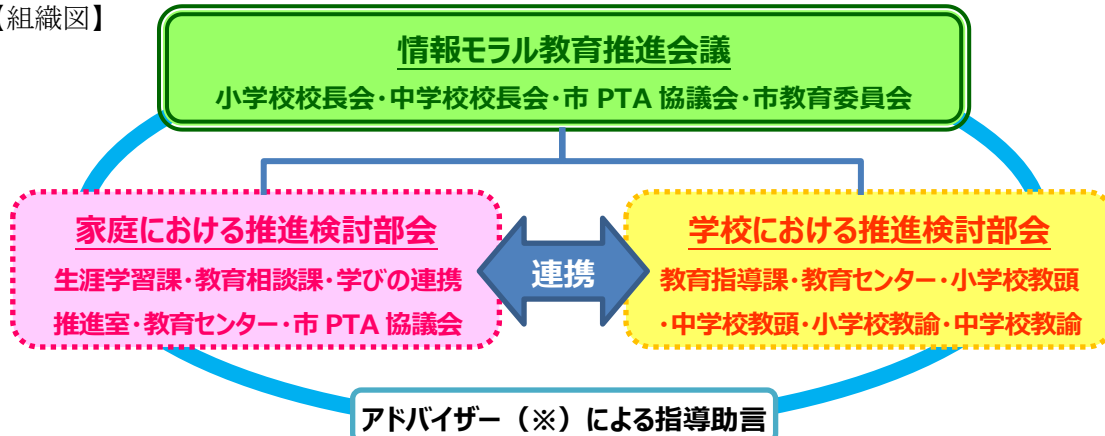 【組織図】
情報モラル教育推進会議
小学校校長会・中学校校長会・市 PTA 協議会・市教育委員会
家庭における推進検討部会
生涯学習課・教育相談課・学びの連携
推進室・教育センター・市 PTA 協議会
連携
学校における推進検討部会
教育指導課・教育センター・小学校教頭
・中学校教頭・小学校教諭・中学校教諭
アドバイザー（※）による指導助言